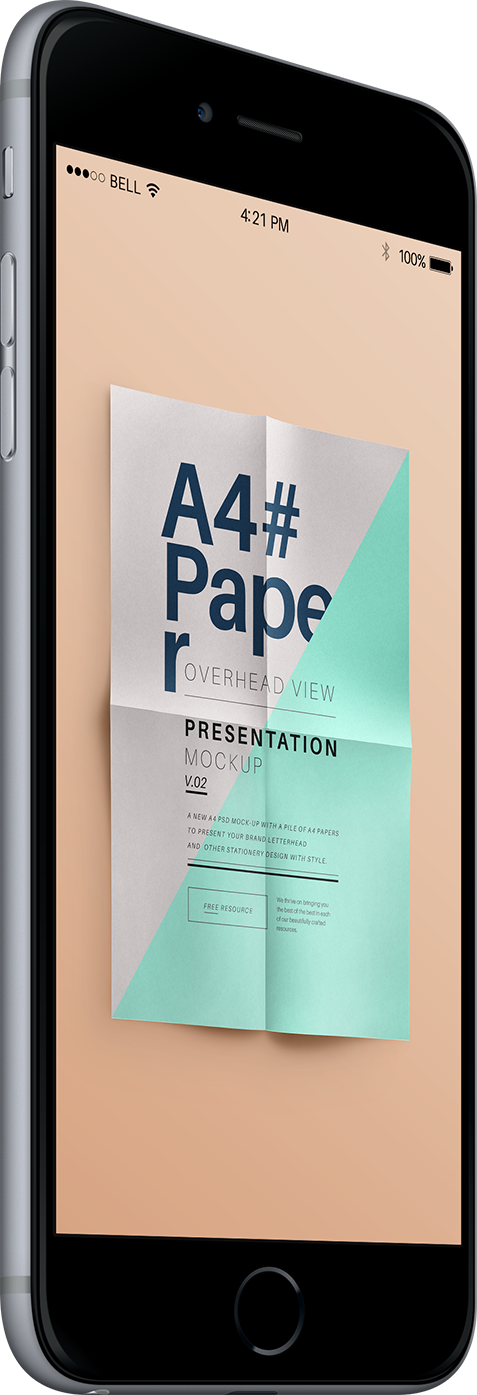 BELL
4:21 PM
100%
A4#
Pape
r
OVERHEAD VIEW
PRESENTATION
MOCKUP
V.02
A NEW A4 PSD MOCK-UP WITH A PILE OF A4 PAPERS
TO PRESENT YOUR BRAND LETTERHEAD
AND OTHER STATIONERY DESIGN WITH STYLE.
FREE RESOURCE
We thrive on bringing you
the best of the best in each
of our beautifully crafted
resources.